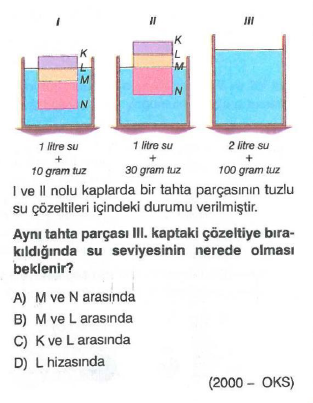 I II III
K
L
M
N
K
L
M
N
1 litre su
+
10 gram tuz
1 litre su
+
30 gram tuz
2 litre su
+
100 gram tuz
I ve II nolu kaplarda bir tahta parçasının tuzlu
su çözeltileri içindeki durumu verilmiştir.
Aynı tahta parçası III. kaptaki çözeltiye bıra-
kıldığında su seviyesinin nerede olması
beklenir?
A) M ve N arasında
B) M ve L arasında
C) K ve L arasında
D) L hizasında
(2000 – OKS)